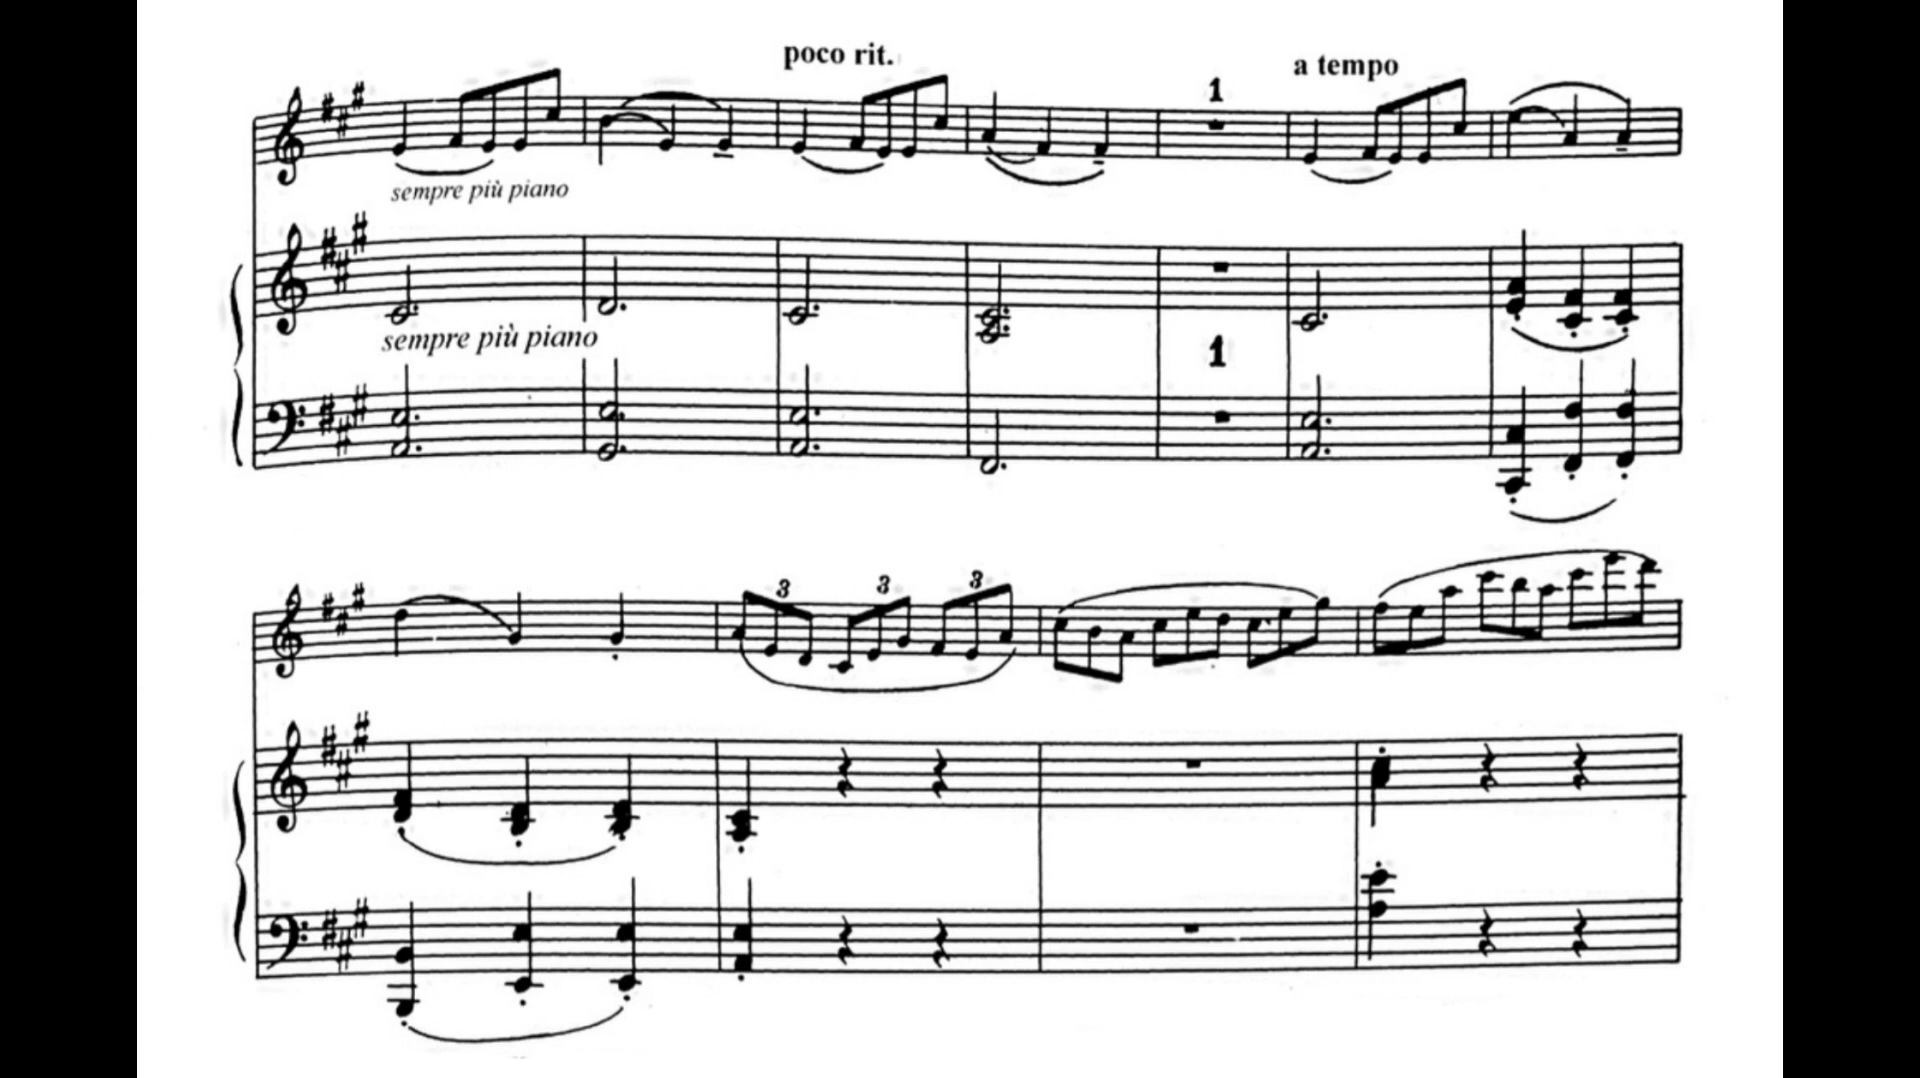 poco rit.
a tempo
1
sempre più piano
sempre più piano
1
3 3 3